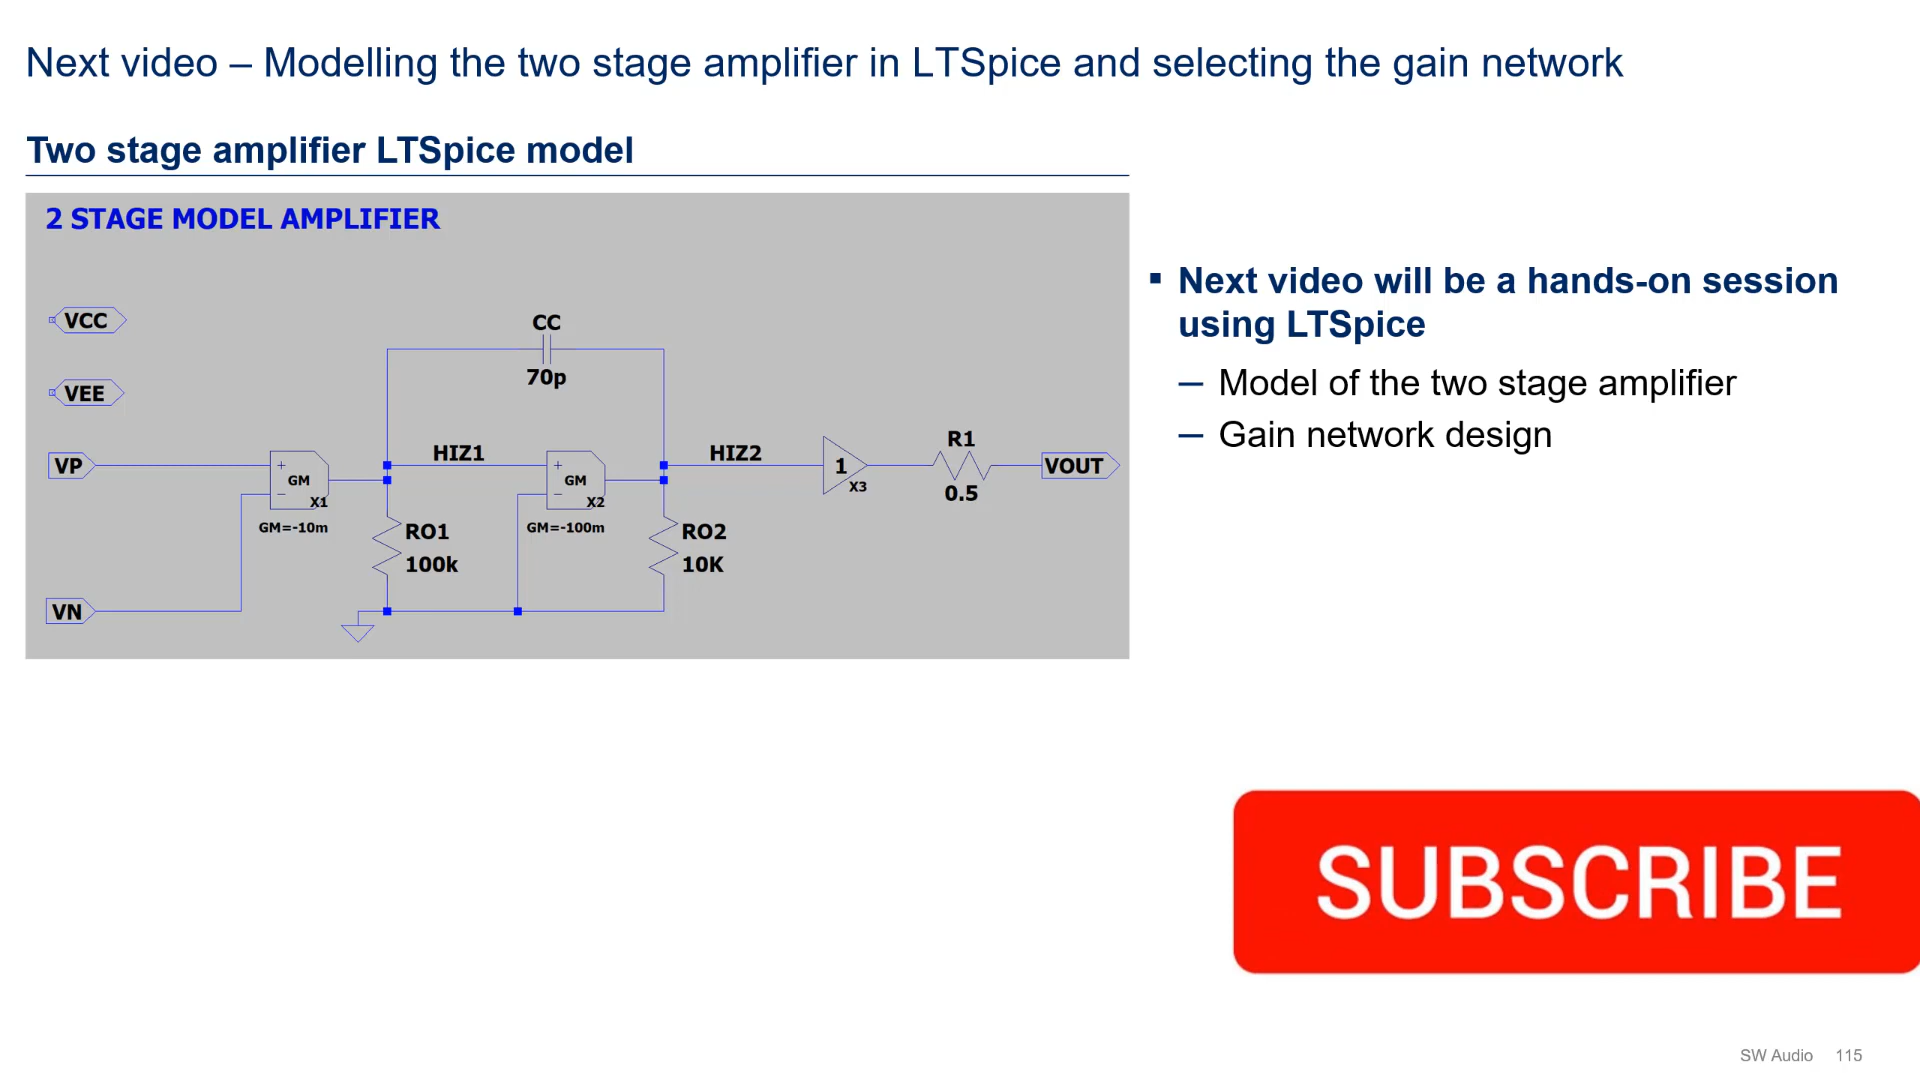 Next video – Modelling the two stage amplifier in LTSpice and selecting the gain network
Two stage amplifier LTSpice model
2 STAGE MODEL AMPLIFIER
VCC
VEE
VP
VN
CC
70p
HIZ1
HIZ2
+
GM
−
X1
GM=-10m
RO1
100k
+
GM
−
X2
GM=-100m
RO2
10K
1
X3
R1
0.5
VOUT
▪ Next video will be a hands-on session
using LTSpice
– Model of the two stage amplifier
– Gain network design
SUBSCRIBE
SW Audio 115